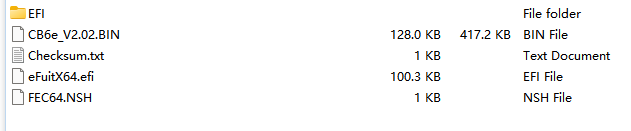 EFI File folder
CB6e_V2.02.BIN 128.0 KB 417.2 KB BIN File
Checksum.txt 1 KB Text Document
eFuitX64.efi 100.3 KB EFI File
FEC64.NSH 1 KB NSH File